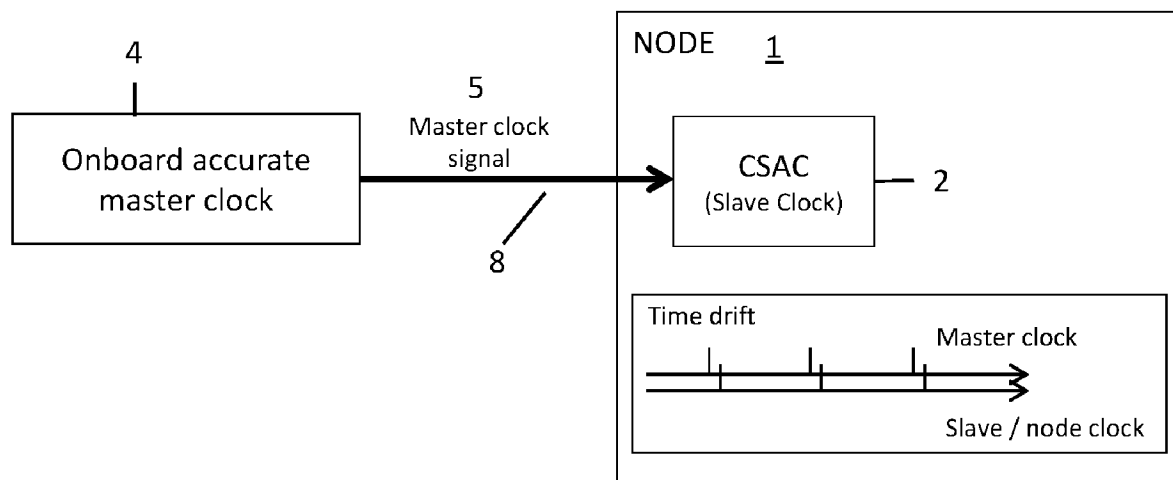 NODE 1
4
5
Master clock
signal
Onboard accurate
master clock
CSAC
(Slave Clock)
2
8
Time drift
Master clock
Slave / node clock